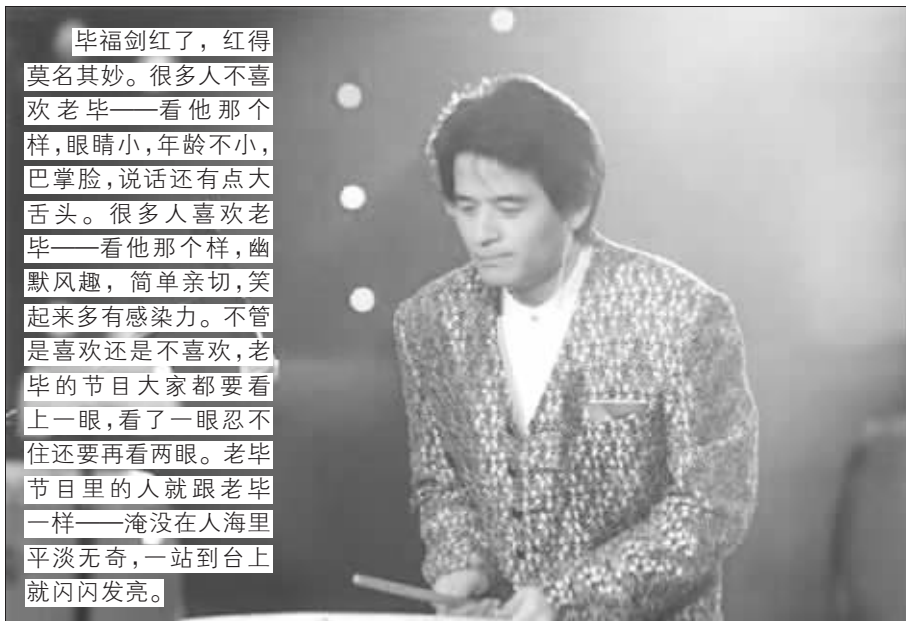 毕福剑红了，红得
莫名其妙。很多人不喜
欢老毕——看他那个
样，眼睛小，年龄不小，
巴掌脸，说话还有点大
舌头。很多人喜欢老
毕——看他那个样，幽
默风趣，简单亲切，笑
起来多有感染力。不管
是喜欢还是不喜欢，老
毕的节目大家都要看
上一眼，看了一眼忍不
住还要再看两眼。老毕
节目里的人就跟老毕
一样——淹没在人海里
平淡无奇，一站到台上
就闪闪发亮。